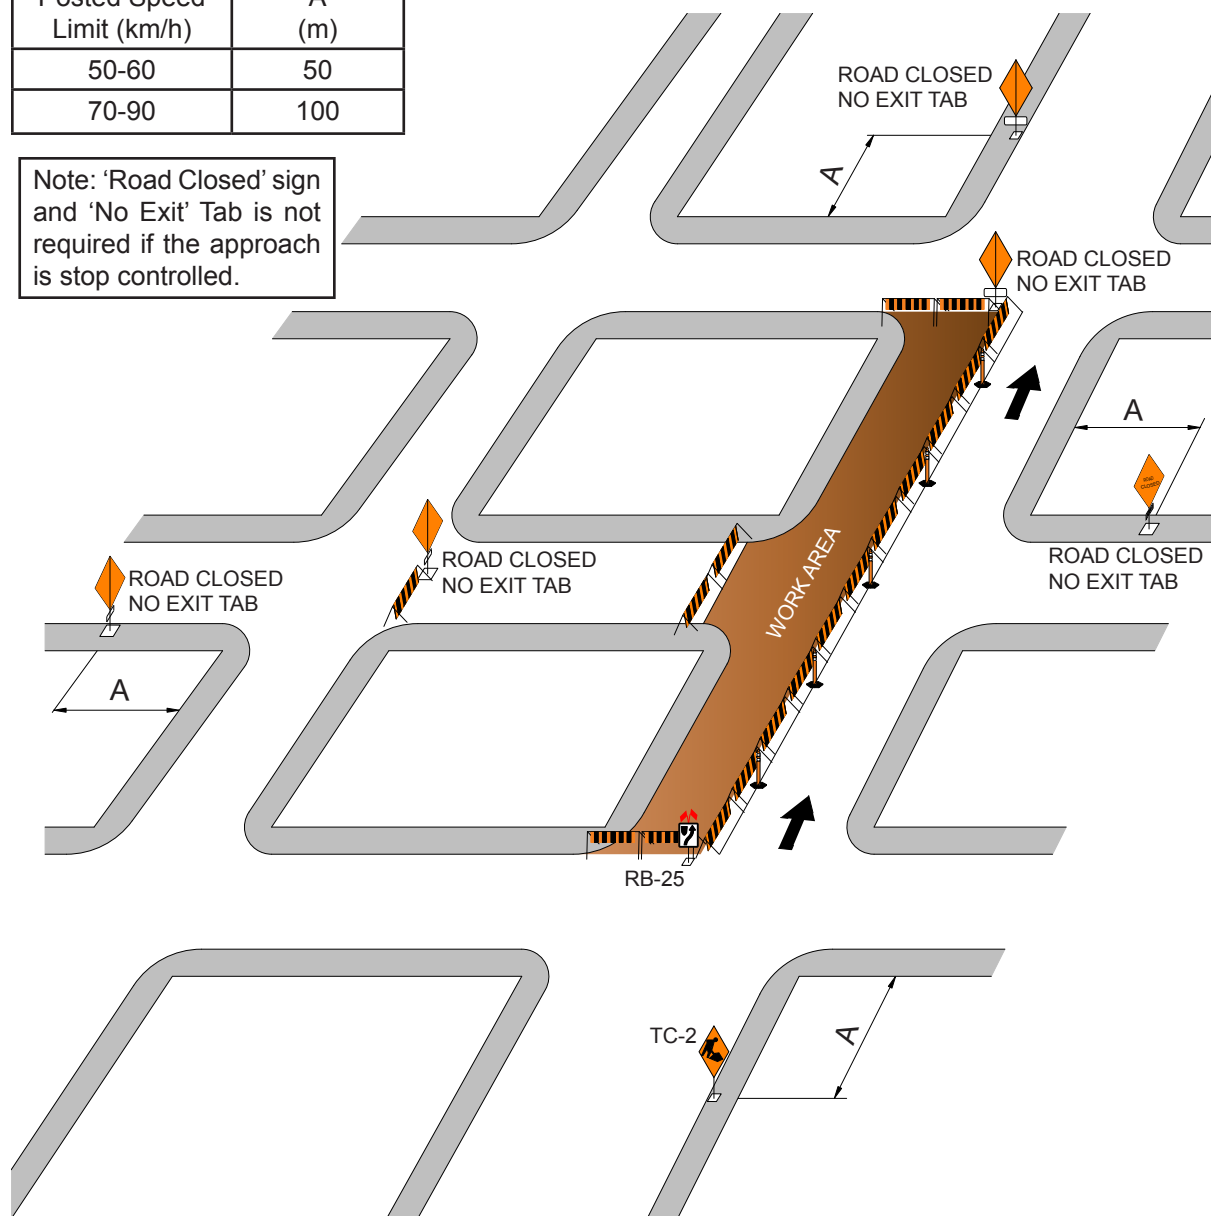 Posted Speed
Limit (km/h)
A
(m)
50-60
50
70-90
100
Note: ‘Road Closed’ sign
and ‘No Exit’ Tab is not
required if the approach
is stop controlled.
ROAD CLOSED
NO EXIT TAB
A
ROAD CLOSED
NO EXIT TAB
A
ROAD CLOSED
ROAD CLOSED
NO EXIT TAB
ROAD CLOSED
NO EXIT TAB
ROAD CLOSED
NO EXIT TAB
WORK AREA
A
RB-25
TC-2
A